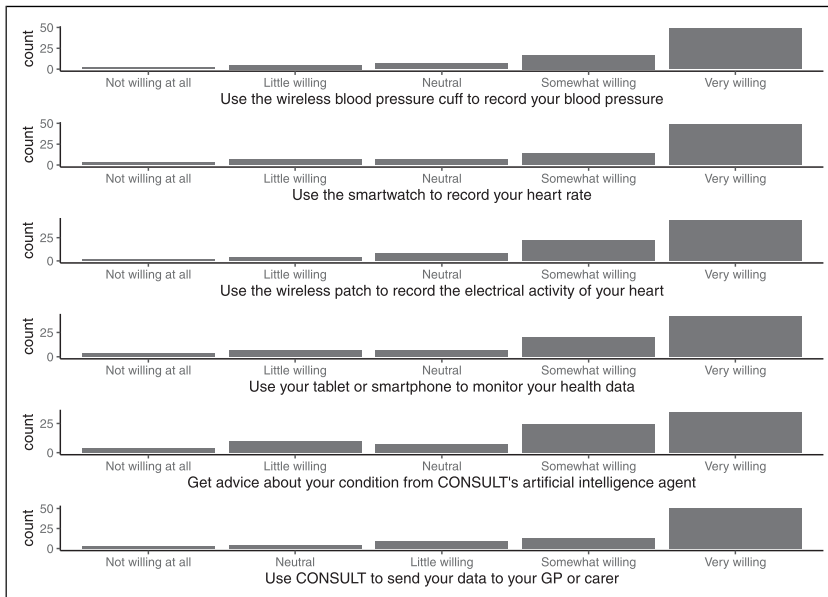 count
50
25
0
Not willing at all Little willing Neutral Somewhat willing Very willing
Use the wireless blood pressure cuff to record your blood pressure
count
50
25
0
Not willing at all Little willing Neutral Somewhat willing Very willing
Use the smartwatch to record your heart rate
count
25
0
Not willing at all Little willing Neutral Somewhat willing Very willing
Use the wireless patch to record the electrical activity of your heart
count
25
0
Not willing at all Little willing Neutral Somewhat willing Very willing
Use your tablet or smartphone to monitor your health data
count
25
0
Not willing at all Little willing Neutral Somewhat willing Very willing
Get advice about your condition from CONSULT's artificial intelligence agent
count
50
25
0
Not willing at all Neutral Little willing Somewhat willing Very willing
Use CONSULT to send your data to your GP or carer